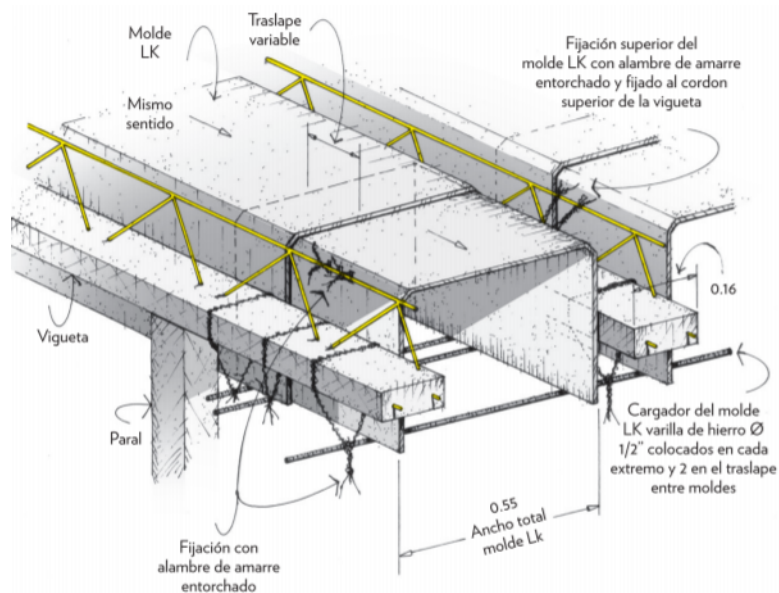 Molde
LK
Traslape
variable
Fijación superior del
molde LK con alambre de amarre
entorchado y fijado al cordon
superior de la vigueta
Mismo
sentido
0.16
Vigueta
Paral
Cargador del molde
LK varilla de hierro Ø
1/2" colocados en cada
extremo y 2 en el traslape
entre moldes
0.55
Ancho total
molde Lk
Fijación con
alambre de amarre
entorchado